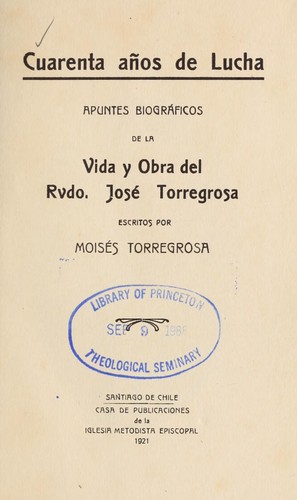 Cuarenta años de Lucha
APUNTES BIOGRÁFICOS
DE LA
Vida y Obra del
Rvdo. José Torregrosa
ESCRITOS POR
MOISÉS TORREGROSA
LIBRARY OF PRINCETON
SEP 9
THEOLOGICAL SEMINARY
SANTIAGO DE CHILE
CASA DE PUBLICACIONES
de la
IGLESIA METODISTA EPISCOPAL
1921